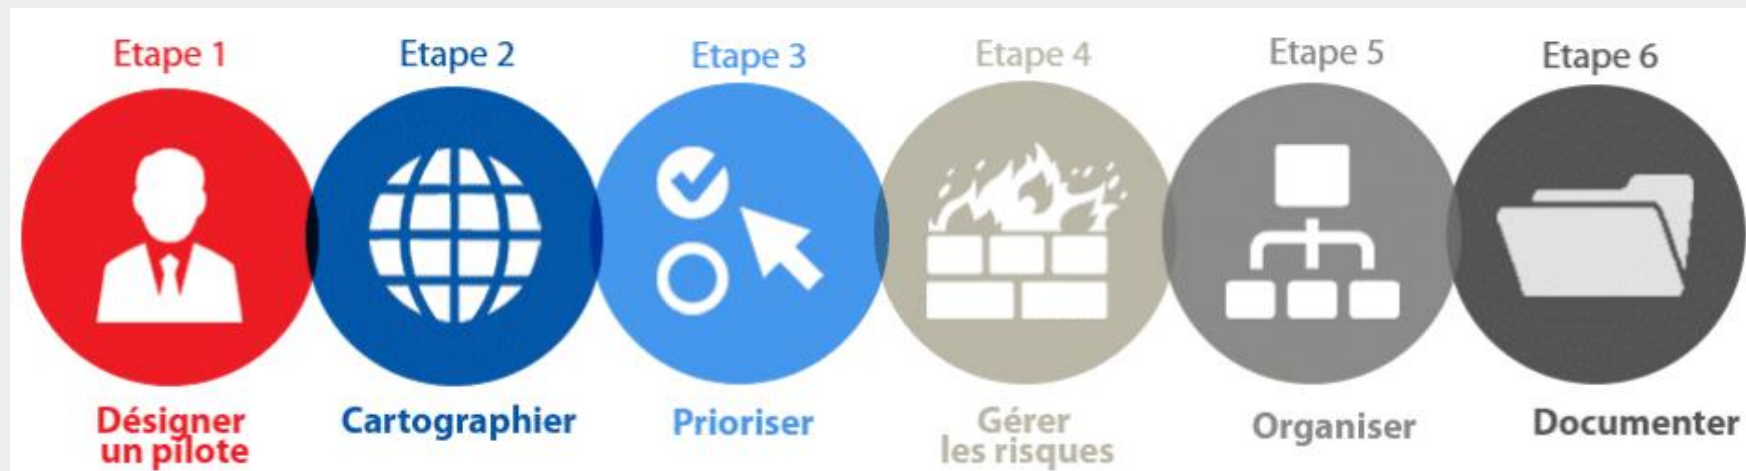 Etape 1
Etape 2
Etape 3
Etape 4
Etape 5
Etape 6
Désigner
un pilote
Cartographier
Prioriser
Gérer
les risques
Organiser
Documenter